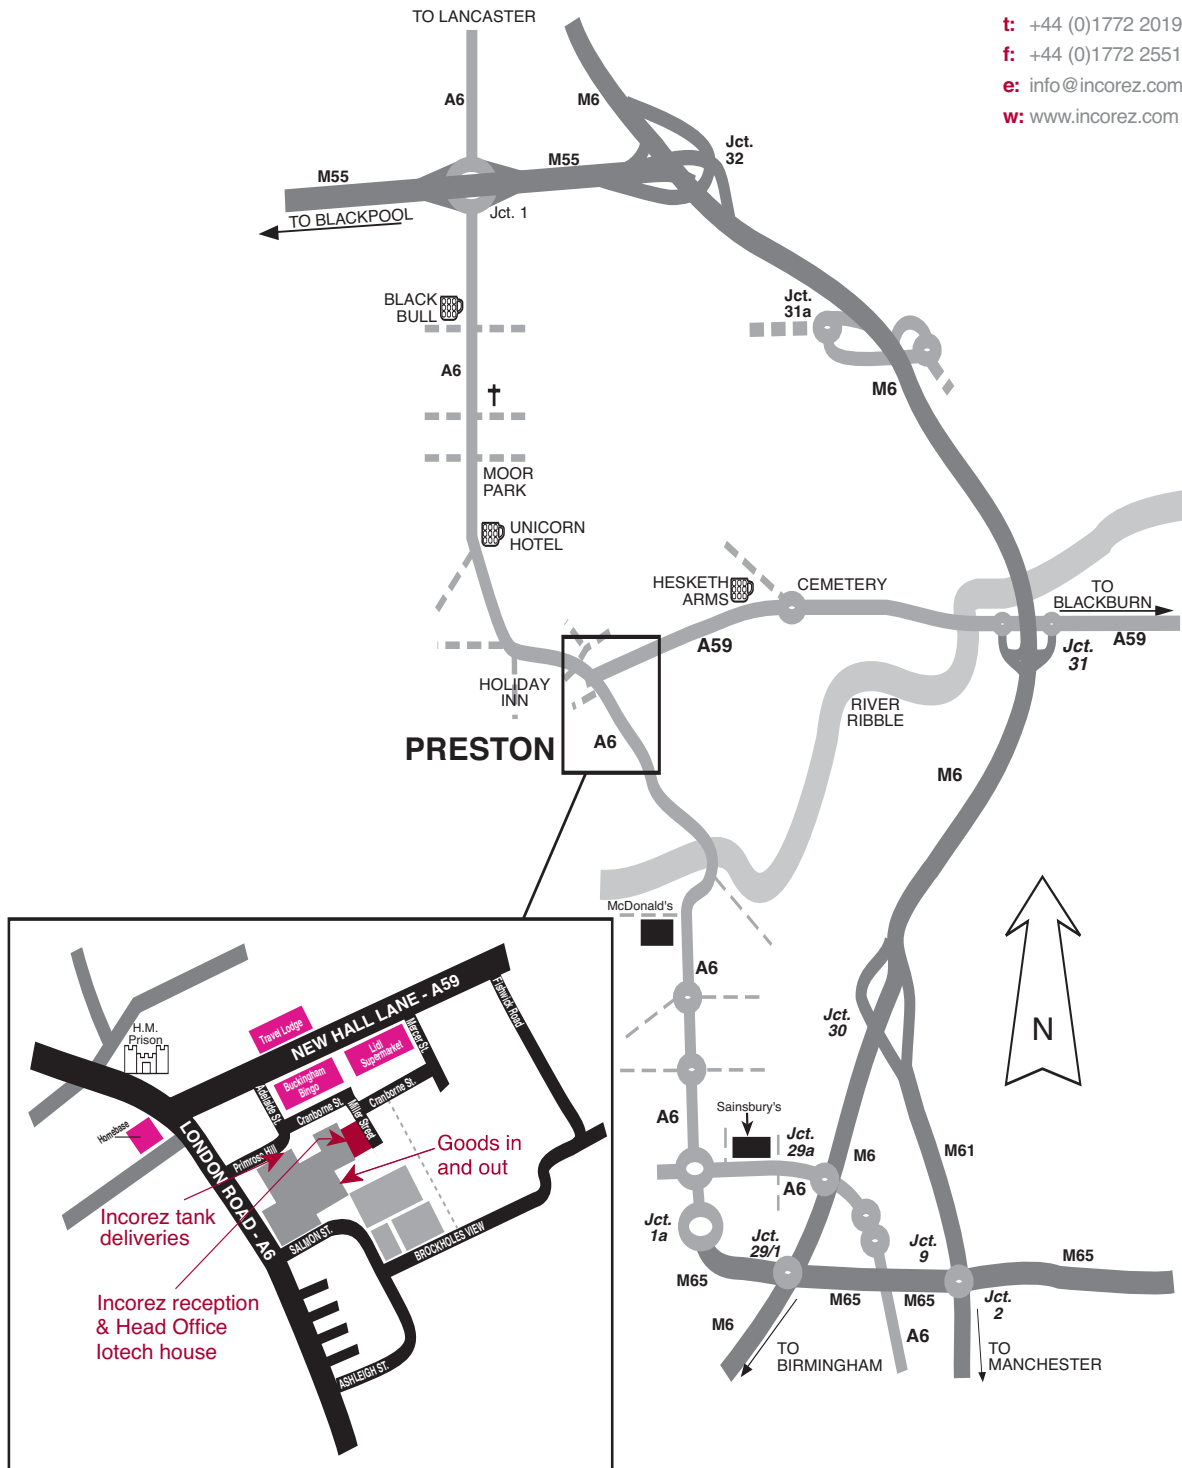 TO LANCASTER
t: +44 (0)1772 2019
f: +44 (0)1772 2551
e: info@incorez.com
w: www.incorez.com
A6
M6
Jct.
32
M55
M55
Jct. 1
TO BLACKPOOL
BLACK
BULL
Jct.
31a
A6
M6
MOOR
PARK
UNICORN
HOTEL
HESKETH
ARMS
CEMETERY
TO
BLACKBURN
A59
A59
Jct.
31
HOLIDAY
INN
RIVER
RIBBLE
PRESTON
A6
M6
McDonald's
A6
Jct.
30
N
A6
Sainsbury's
Jct.
29a
M6
M61
A6
Jct.
1a
Jct.
29/1
Jct.
9
M65
M65
M65
M65
Jct.
2
M6
A6
TO
BIRMINGHAM
TO
MANCHESTER
H.M.
Prison
Travel Lodge
NEW HALL LANE - A59
Fishwick Road
Mercer St.
Lidl
Supermarket
Buckingham
Bingo
Adelaide St.
Cranborne St.
Cranborne St.
Miller Street
Homebase
Primrose Hill
LONDON ROAD - A6
Goods in
and out
Incorez tank
deliveries
SALMON ST.
BROCKHOLES VIEW
Incorez reception
& Head Office
Iotech house
ASHLEIGH ST.